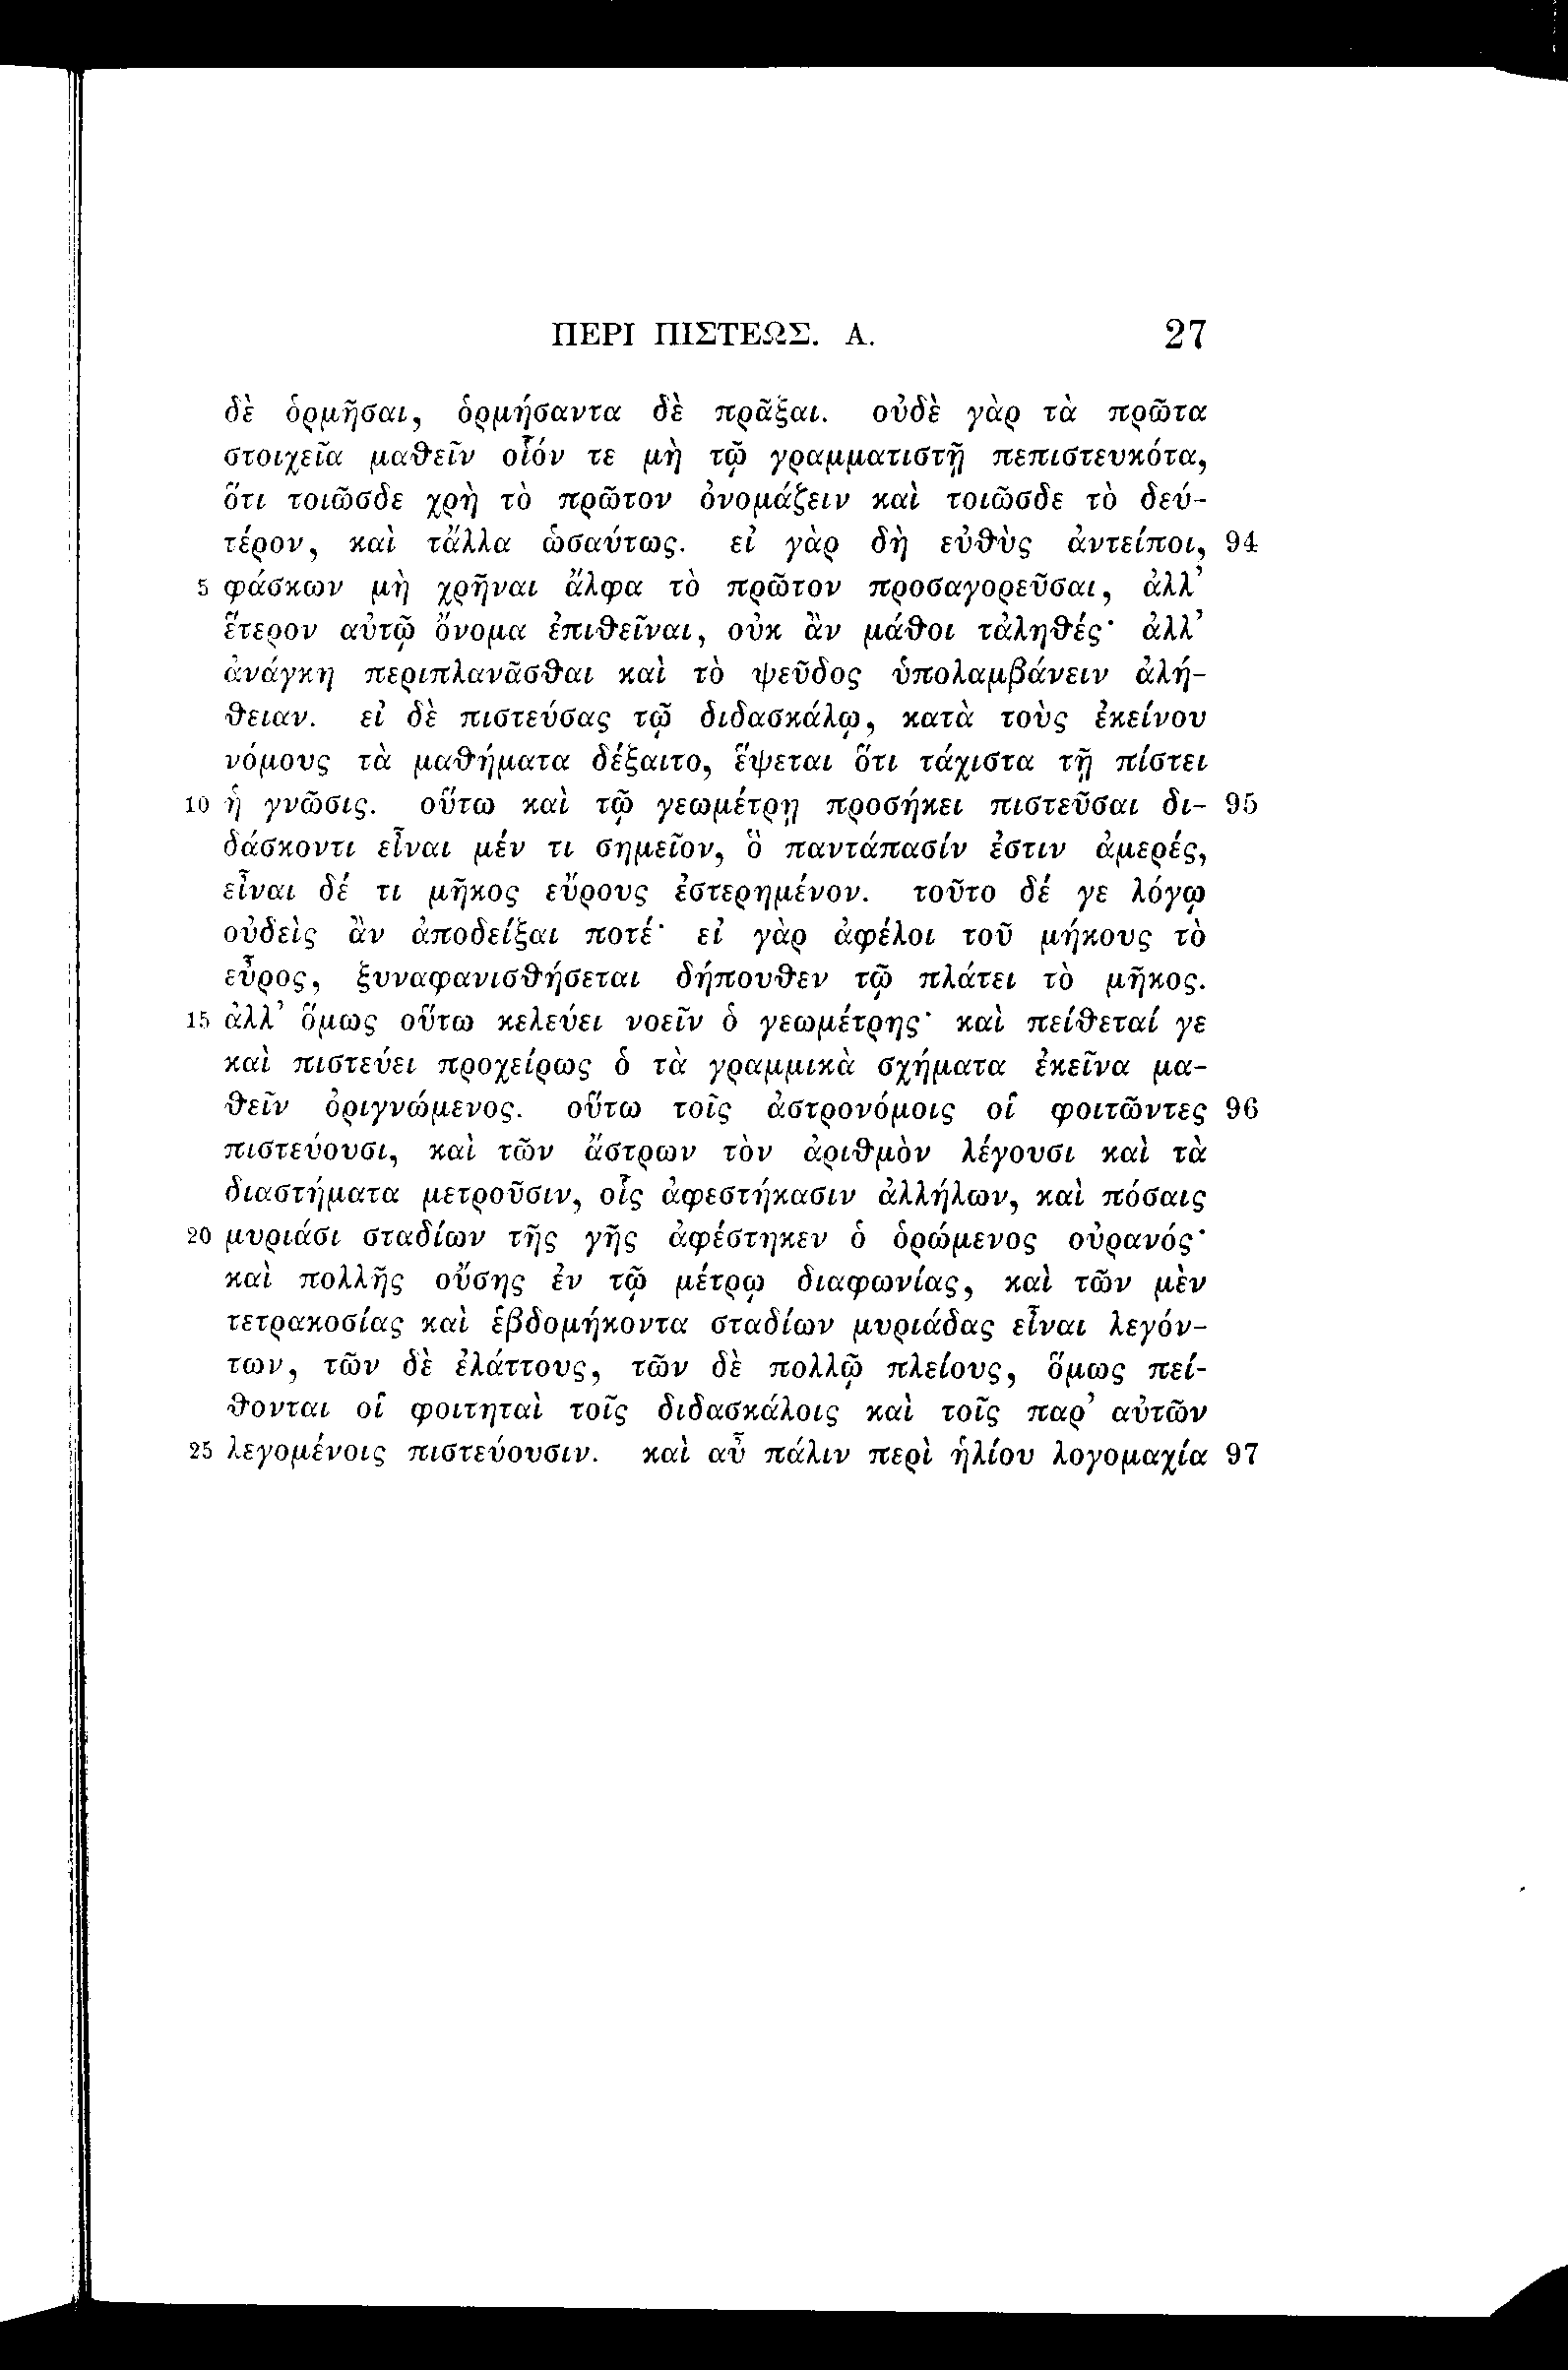 ΠΕΡΙ ΠΙΣΤΕΩΣ. Α. 27
δὲ ὁρμῆσαι, ὁρμήσαντα δὲ πρᾶξαι. οὐδὲ γὰρ τὰ πρῶτα
στοιχεῖα μαθεῖν οἷόν τε μὴ τῷ γραμματιστῇ πεπιστευκότα,
ὅτι τοιῶσδε χρὴ τὸ πρῶτον ὀνομάζειν καὶ τοιῶσδε τὸ δεύ-
τέρον, καὶ τἄλλα ὡσαύτως. εἰ γὰρ δὴ εὐθὺς ἀντείποι, 94
5 φάσκων μὴ χρῆναι ἄλφα τὸ πρῶτον προσαγορεῦσαι, ἀλλ’
ἕτερον αὐτῷ ὄνομα ἐπιθεῖναι, οὐκ ἂν μάθοι τἀληθές· ἀλλ’
ἀνάγκη περιπλανᾶσθαι καὶ τὸ ψεῦδος ὑπολαμβάνειν ἀλή-
θειαν. εἰ δὲ πιστεύσας τῷ διδασκάλῳ, κατὰ τοὺς ἐκείνου
νόμους τὰ μαθήματα δέξαιτο, ἕψεται ὅτι τάχιστα τῇ πίστει
10 ἡ γνῶσις. οὕτω καὶ τῷ γεωμέτρῃ προσήκει πιστεῦσαι δι- 95
δάσκοντι εἶναι μέν τι σημεῖον, ὃ παντάπασίν ἐστιν ἀμερές,
εἶναι δέ τι μῆκος εὔρους ἐστερημένον. τοῦτο δέ γε λόγῳ
οὐδεὶς ἂν ἀποδείξαι ποτέ· εἰ γὰρ ἀφέλοι τοῦ μήκους τὸ
εὖρος, ξυναφανισθήσεται δήπουθεν τῷ πλάτει τὸ μῆκος.
15 ἀλλ’ ὅμως οὕτω κελεύει νοεῖν ὁ γεωμέτρης· καὶ πείθεταί γε
καὶ πιστεύει προχείρως ὁ τὰ γραμμικὰ σχήματα ἐκεῖνα μα-
θεῖν ὀριγνώμενος. οὕτω τοῖς ἀστρονόμοις οἱ φοιτῶντες 96
πιστεύουσι, καὶ τῶν ἄστρων τὸν ἀριθμὸν λέγουσι καὶ τὰ
διαστήματα μετροῦσιν, οἷς ἀφεστήκασιν ἀλλήλων, καὶ πόσαις
20 μυριάσι σταδίων τῆς γῆς ἀφέστηκεν ὁ ὁρώμενος οὐρανός·
καὶ πολλῆς οὔσης ἐν τῷ μέτρῳ διαφωνίας, καὶ τῶν μὲν
τετρακοσίας καὶ ἑβδομήκοντα σταδίων μυριάδας εἶναι λεγόν-
των, τῶν δὲ ἐλάττους, τῶν δὲ πολλῷ πλείους, ὅμως πεί-
θονται οἱ φοιτηταὶ τοῖς διδασκάλοις καὶ τοῖς παρ’ αὐτῶν
25 λεγομένοις πιστεύουσιν. καὶ αὖ πάλιν περὶ ἡλίου λογομαχία 97